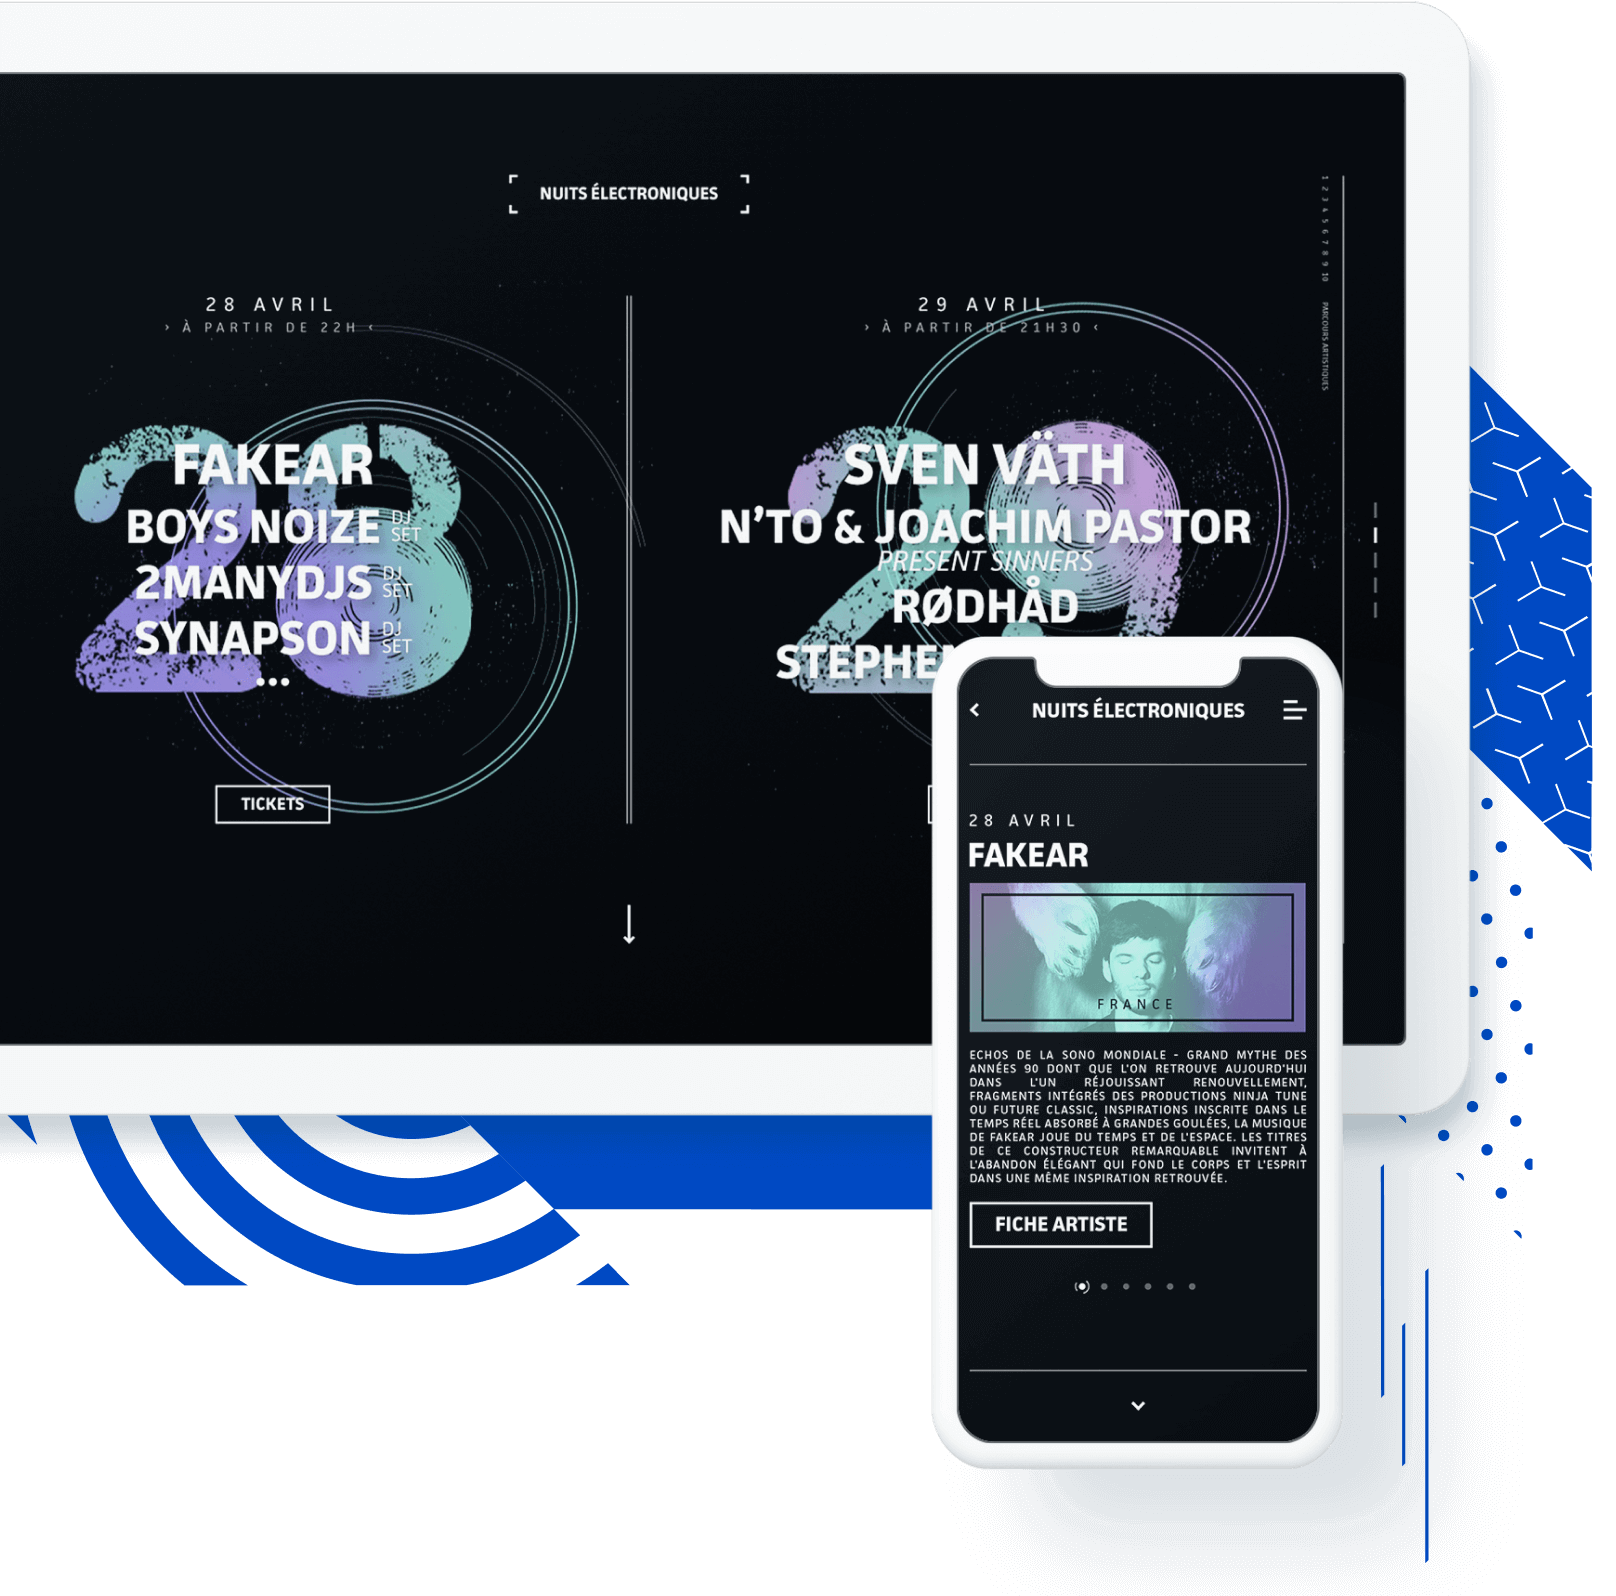 NUITS ÉLECTRONIQUES
28 AVRIL
› À PARTIR DE 22H ‹
28
FAKEAR
BOYS NOIZE DJ SET
2MANYDJS DJ SET
SYNAPSON DJ SET
...
TICKETS
29 AVRIL
› À PARTIR DE 21H30 ‹
29
SVEN VÄTH
N'TO & JOACHIM PASTOR
PRESENT SINNERS
RØDHÅD
STEPHE
1 2 3 4 5 6 7 8 9 10 PARCOURS ARTISTIQUES
NUITS ÉLECTRONIQUES
28 AVRIL
FAKEAR
FRANCE
ECHOS DE LA SONO MONDIALE - GRAND MYTHE DES
ANNÉES 90 DONT QUE L'ON RETROUVE AUJOURD'HUI
DANS L'UN RÉJOUISSANT RENOUVELLEMENT,
FRAGMENTS INTÉGRÉS DES PRODUCTIONS NINJA TUNE
OU FUTURE CLASSIC, INSPIRATIONS INSCRITE DANS LE
TEMPS RÉEL ABSORBÉ À GRANDES GOULÉES, LA MUSIQUE
DE FAKEAR JOUE DU TEMPS ET DE L'ESPACE. LES TITRES
DE CE CONSTRUCTEUR REMARQUABLE INVITENT À
L'ABANDON ÉLÉGANT QUI FOND LE CORPS ET L'ESPRIT
DANS UNE MÊME INSPIRATION RETROUVÉE.
FICHE ARTISTE